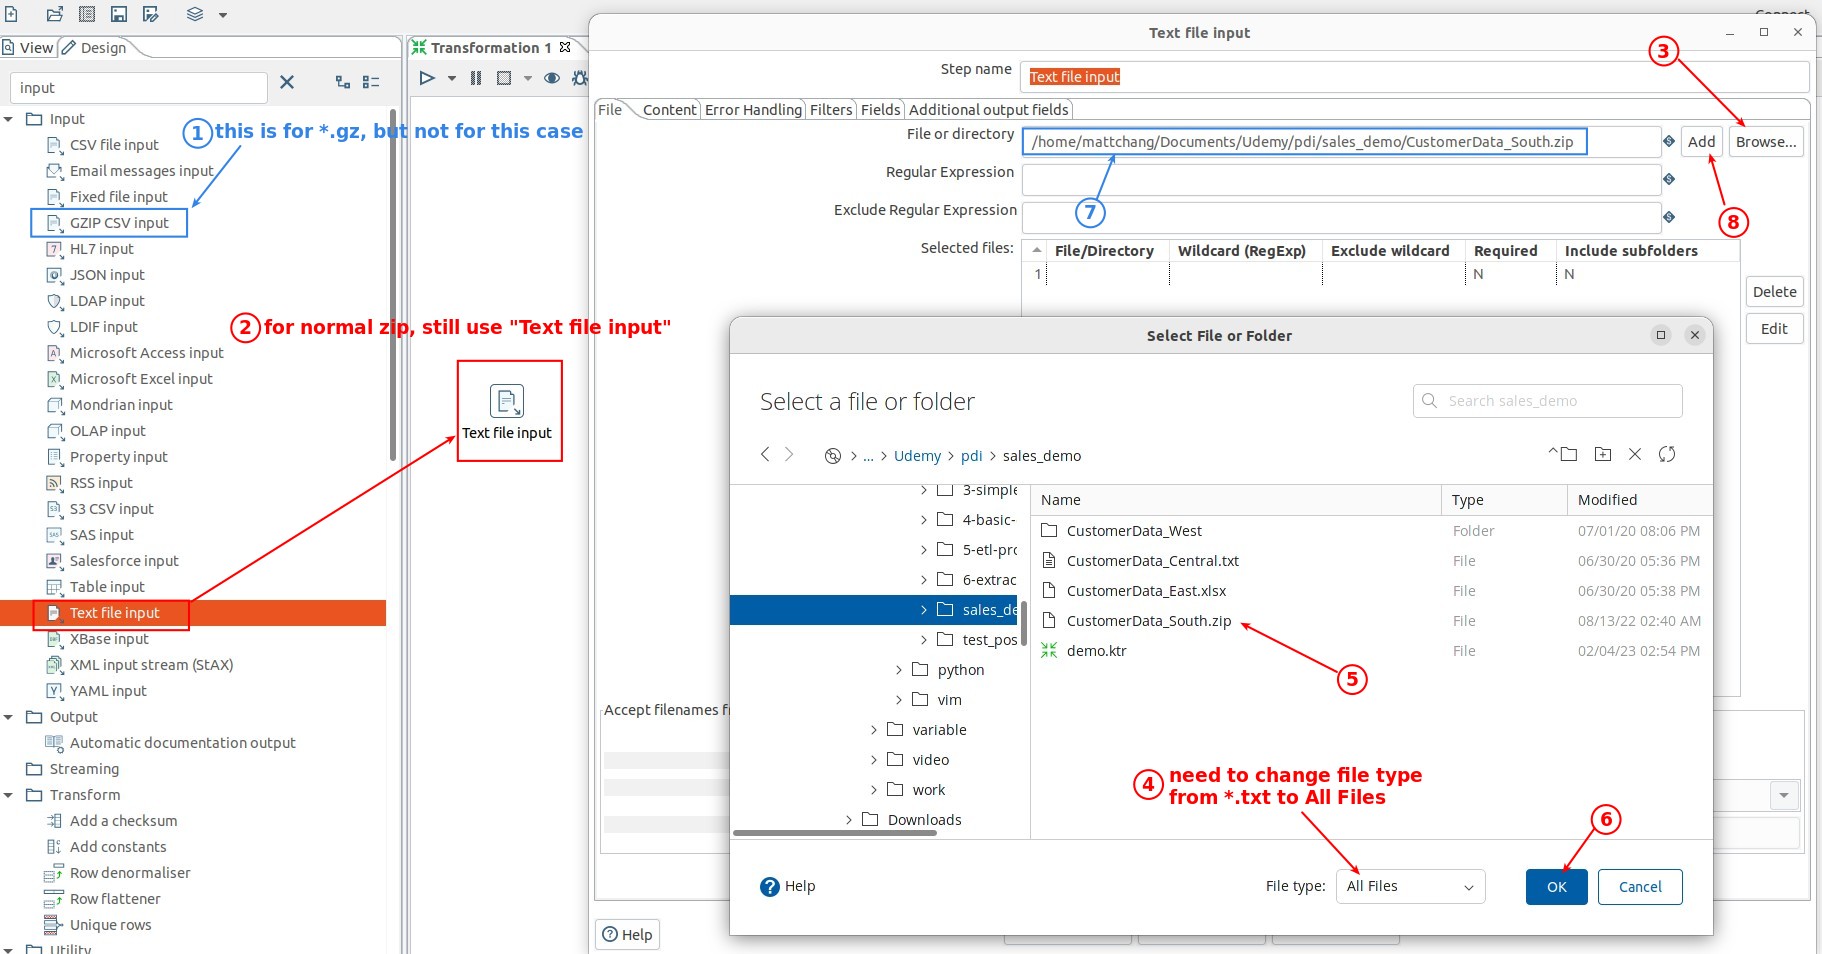 Connect
View
Design
Transformation 1
input
Input
CSV file input
Email messages input
Fixed file input
GZIP CSV input
HL7 input
JSON input
LDAP input
LDIF input
Microsoft Access input
Microsoft Excel input
Mondrian input
OLAP input
Property input
RSS input
S3 CSV input
SAS input
Salesforce input
Table input
Text file input
XBase input
XML input stream (StAX)
YAML input
Output
Automatic documentation output
Streaming
Transform
Add a checksum
Add constants
Row denormaliser
Row flattener
Unique rows
Utility
1 this is for *.gz, but not for this case
2 for normal zip, still use "Text file input"
Text file input
Text file input
Step name
Text file input
3
File
Content
Error Handling
Filters
Fields
Additional output fields
File or directory
/home/mattchang/Documents/Udemy/pdi/sales_demo/CustomerData_South.zip
Add
Browse...
Regular Expression
7
8
Exclude Regular Expression
Selected files:
File/Directory
Wildcard (RegExp)
Exclude wildcard
Required
Include subfolders
1
N
N
Delete
Edit
Accept filenames
Help
Select File or Folder
Select a file or folder
Search sales_demo
... > Udemy > pdi > sales_demo
3-simple
4-basic-
5-etl-pro
6-extrac
sales_de
test_pos
python
vim
variable
video
work
Downloads
Name
Type
Modified
CustomerData_West
Folder
07/01/20 08:06 PM
CustomerData_Central.txt
File
06/30/20 05:36 PM
CustomerData_East.xlsx
File
06/30/20 05:38 PM
CustomerData_South.zip
File
08/13/22 02:40 AM
demo.ktr
File
02/04/23 02:54 PM
5
4 need to change file type
from *.txt to All Files
6
Help
File type:
All Files
OK
Cancel